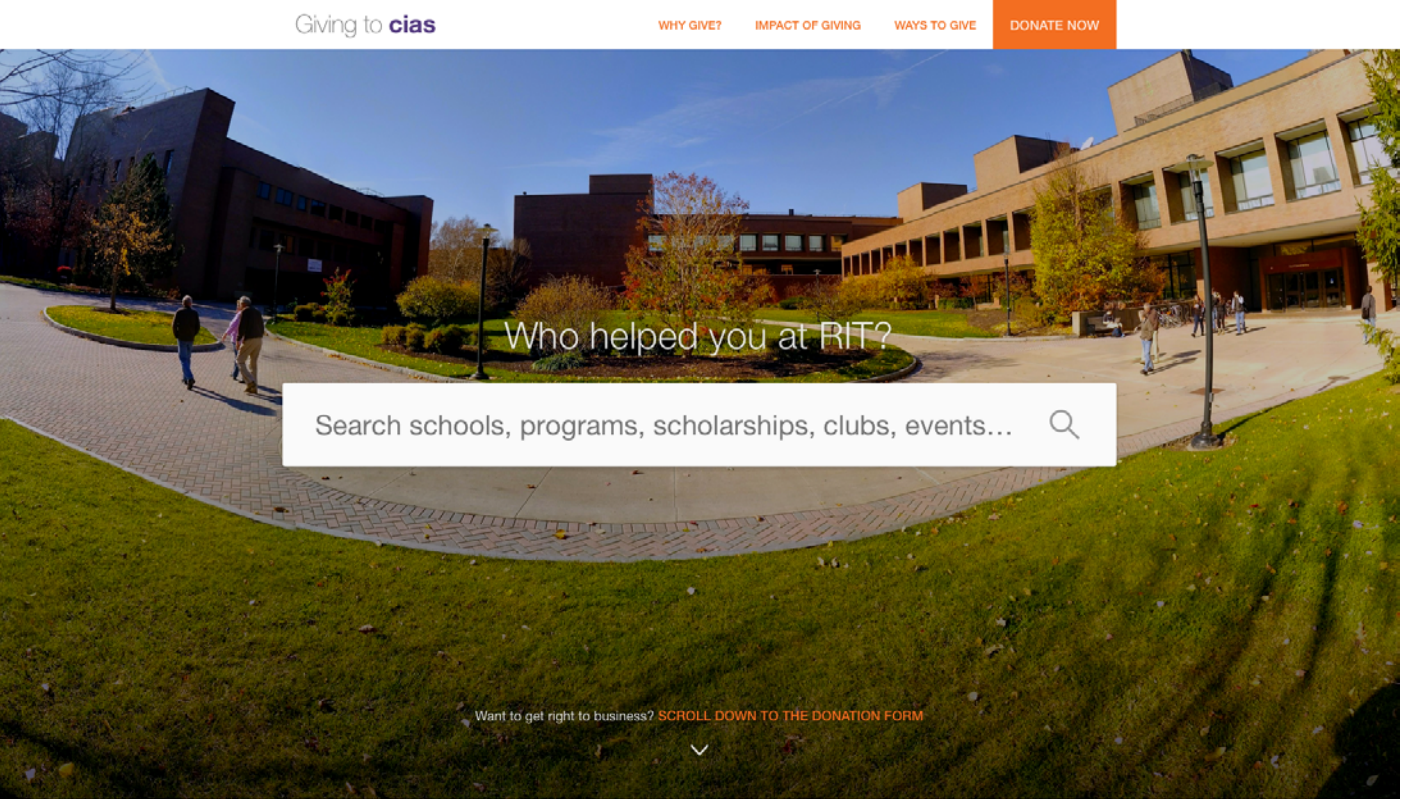 Giving to cias
WHY GIVE?
IMPACT OF GIVING
WAYS TO GIVE
DONATE NOW
Who helped you at RIT?
Search schools, programs, scholarships, clubs, events...
Want to get right to business? SCROLL DOWN TO THE DONATION FORM